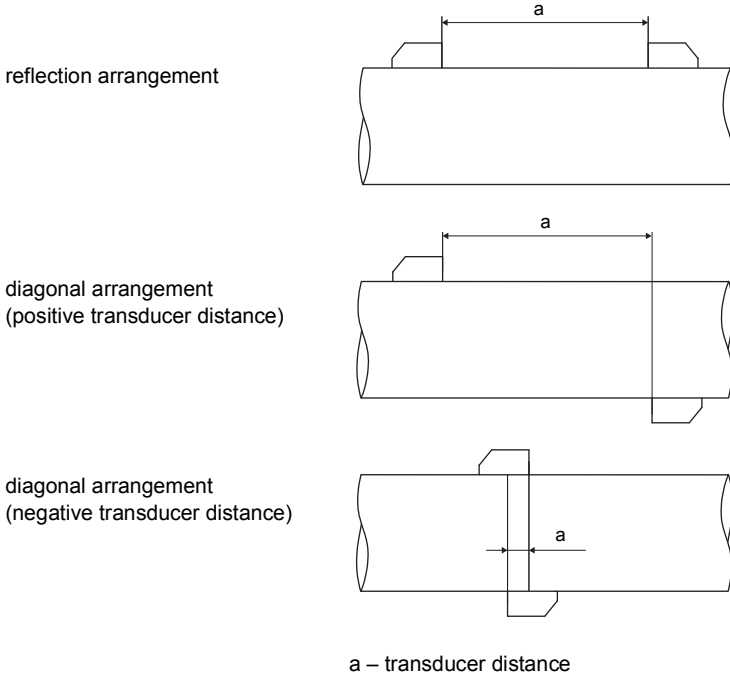 a
reflection arrangement
a
diagonal arrangement
(positive transducer distance)
diagonal arrangement
(negative transducer distance)
a
a – transducer distance